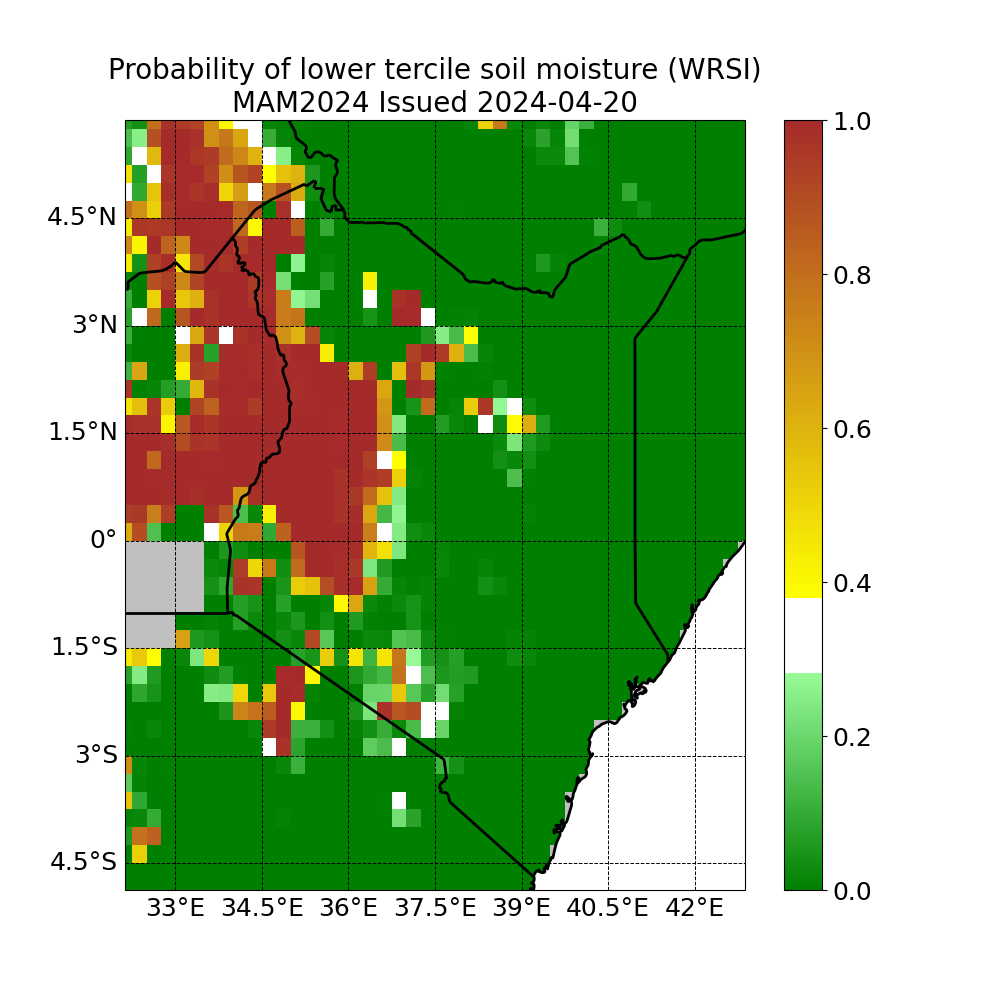 Probability of lower tercile soil moisture (WRSI)
MAM2024 Issued 2024-04-20
1.0
4.5°N
0.8
3°N
0.6
1.5°N
0°
0.4
1.5°S
0.2
3°S
4.5°S
0.0
33°E 34.5°E 36°E 37.5°E 39°E 40.5°E 42°E